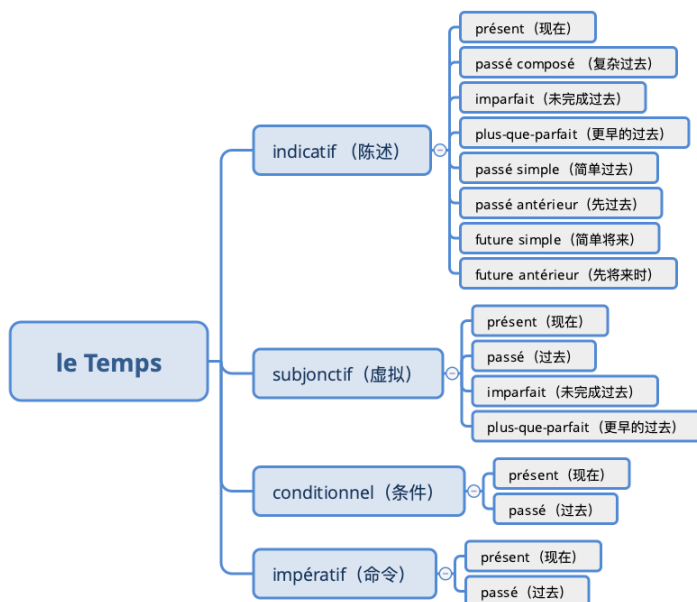 le Temps
indicatif（陈述）
présent（现在）
passé composé （复杂过去）
imparfait（未完成过去）
plus-que-parfait（更早的过去）
passé simple（简单过去）
passé antérieur（先过去）
future simple（简单将来）
future antérieur（先将来时）
subjonctif（虚拟）
présent（现在）
passé（过去）
imparfait（未完成过去）
plus-que-parfait（更早的过去）
conditionnel（条件）
présent（现在）
passé（过去）
impératif（命令）
présent（现在）
passé（过去）